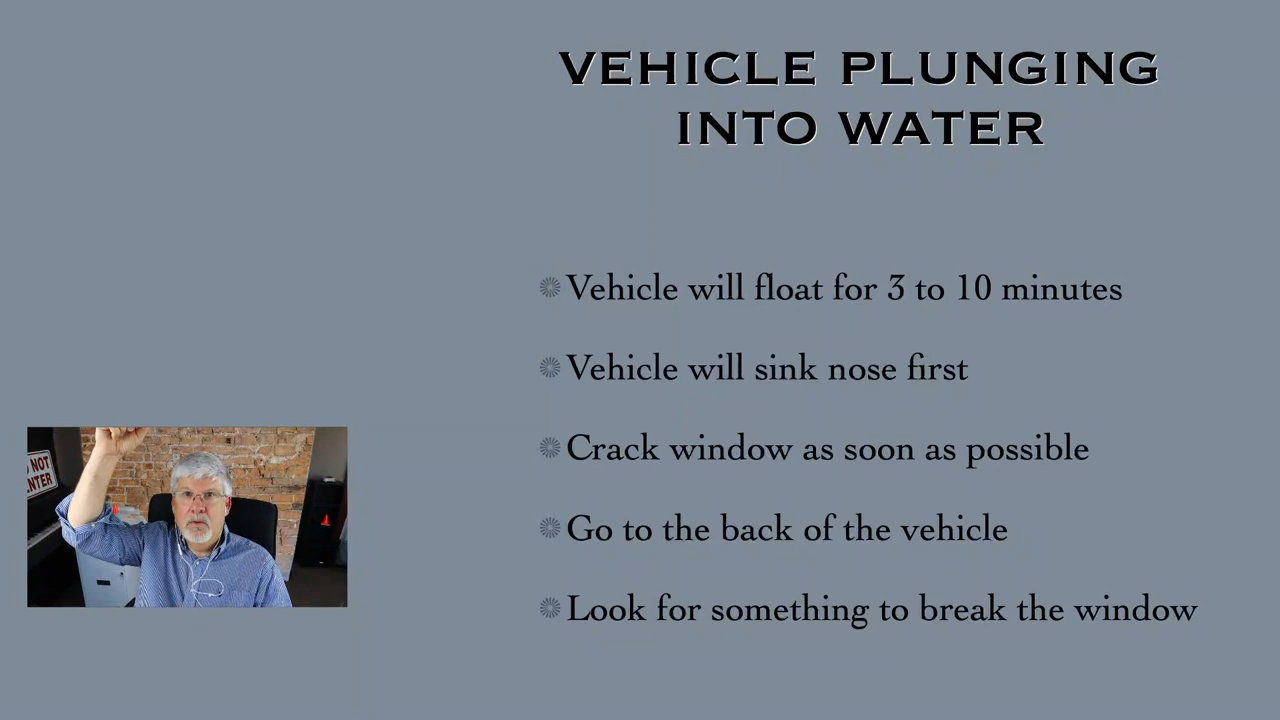 VEHICLE PLUNGING
INTO WATER
Vehicle will float for 3 to 10 minutes
Vehicle will sink nose first
Crack window as soon as possible
Go to the back of the vehicle
Look for something to break the window
NOT